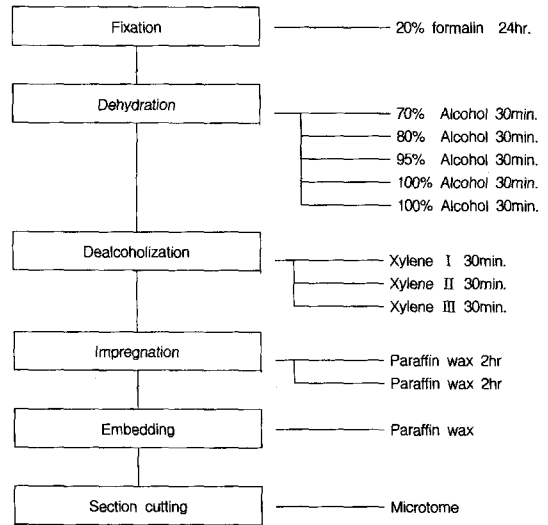 Fixation
20% formalin 24hr.
Dehydration
70% Alcohol 30min.
80% Alcohol 30min.
95% Alcohol 30min.
100% Alcohol 30min.
100% Alcohol 30min.
Dealcoholization
Xylene I 30min.
Xylene II 30min.
Xylene III 30min.
Impregnation
Paraffin wax 2hr
Paraffin wax 2hr
Embedding
Paraffin wax
Section cutting
Microtome